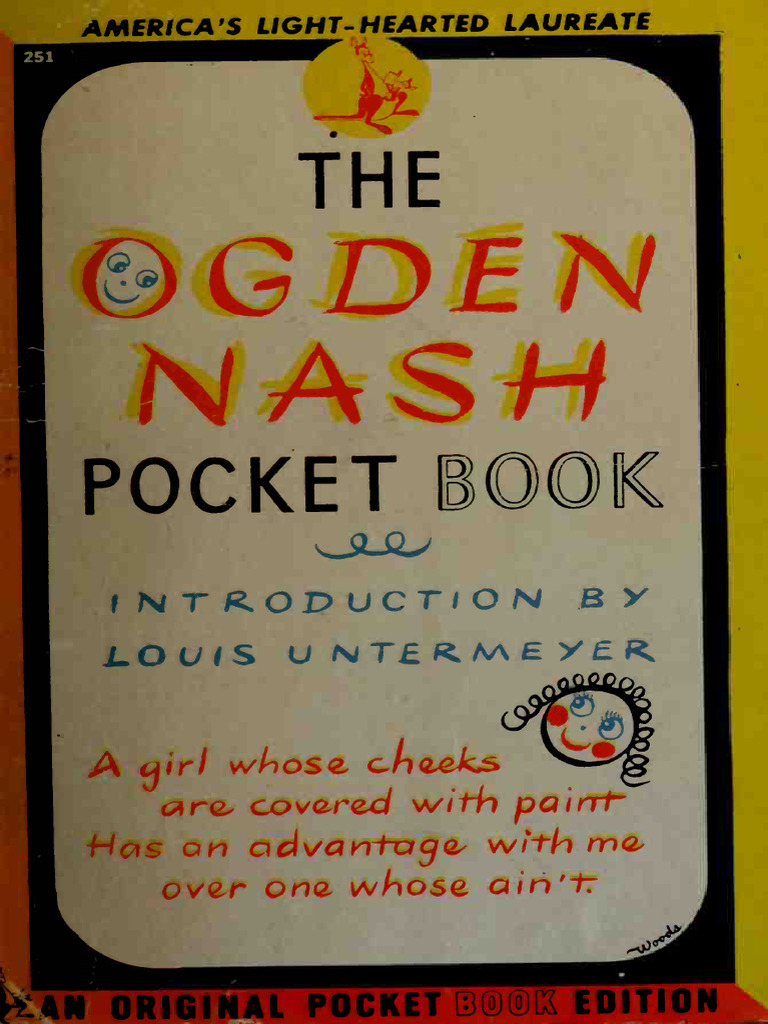 AMERICA'S LIGHT-HEARTED LAUREATE
251
THE
OGDEN
NASH
POCKET BOOK
INTRODUCTION BY
LOUIS UNTERMEYER
A girl whose cheeks
are covered with paint
Has an advantage with me
over one whose ain't.
Woods
AN ORIGINAL POCKET BOOK EDITION